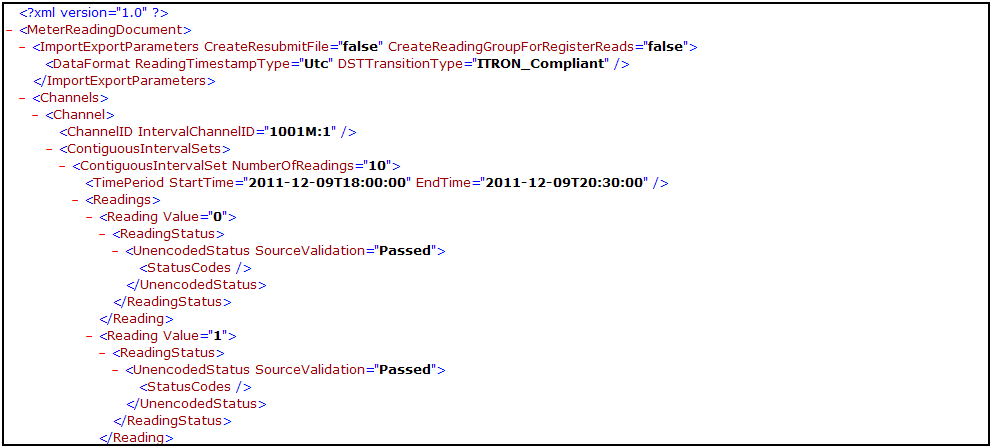 <?xml version="1.0" ?>
− <MeterReadingDocument>
− <ImportExportParameters CreateResubmitFile="false" CreateReadingGroupForRegisterReads="false">
<DataFormat ReadingTimestampType="Utc" DSTTransitionType="ITRON_Compliant" />
</ImportExportParameters>
− <Channels>
− <Channel>
<ChannelID IntervalChannelID="1001M:1" />
− <ContiguousIntervalSets>
− <ContiguousIntervalSet NumberOfReadings="10">
<TimePeriod StartTime="2011-12-09T18:00:00" EndTime="2011-12-09T20:30:00" />
− <Readings>
− <Reading Value="0">
− <ReadingStatus>
− <UnencodedStatus SourceValidation="Passed">
<StatusCodes />
</UnencodedStatus>
</ReadingStatus>
</Reading>
− <Reading Value="1">
− <ReadingStatus>
− <UnencodedStatus SourceValidation="Passed">
<StatusCodes />
</UnencodedStatus>
</ReadingStatus>
</Reading>